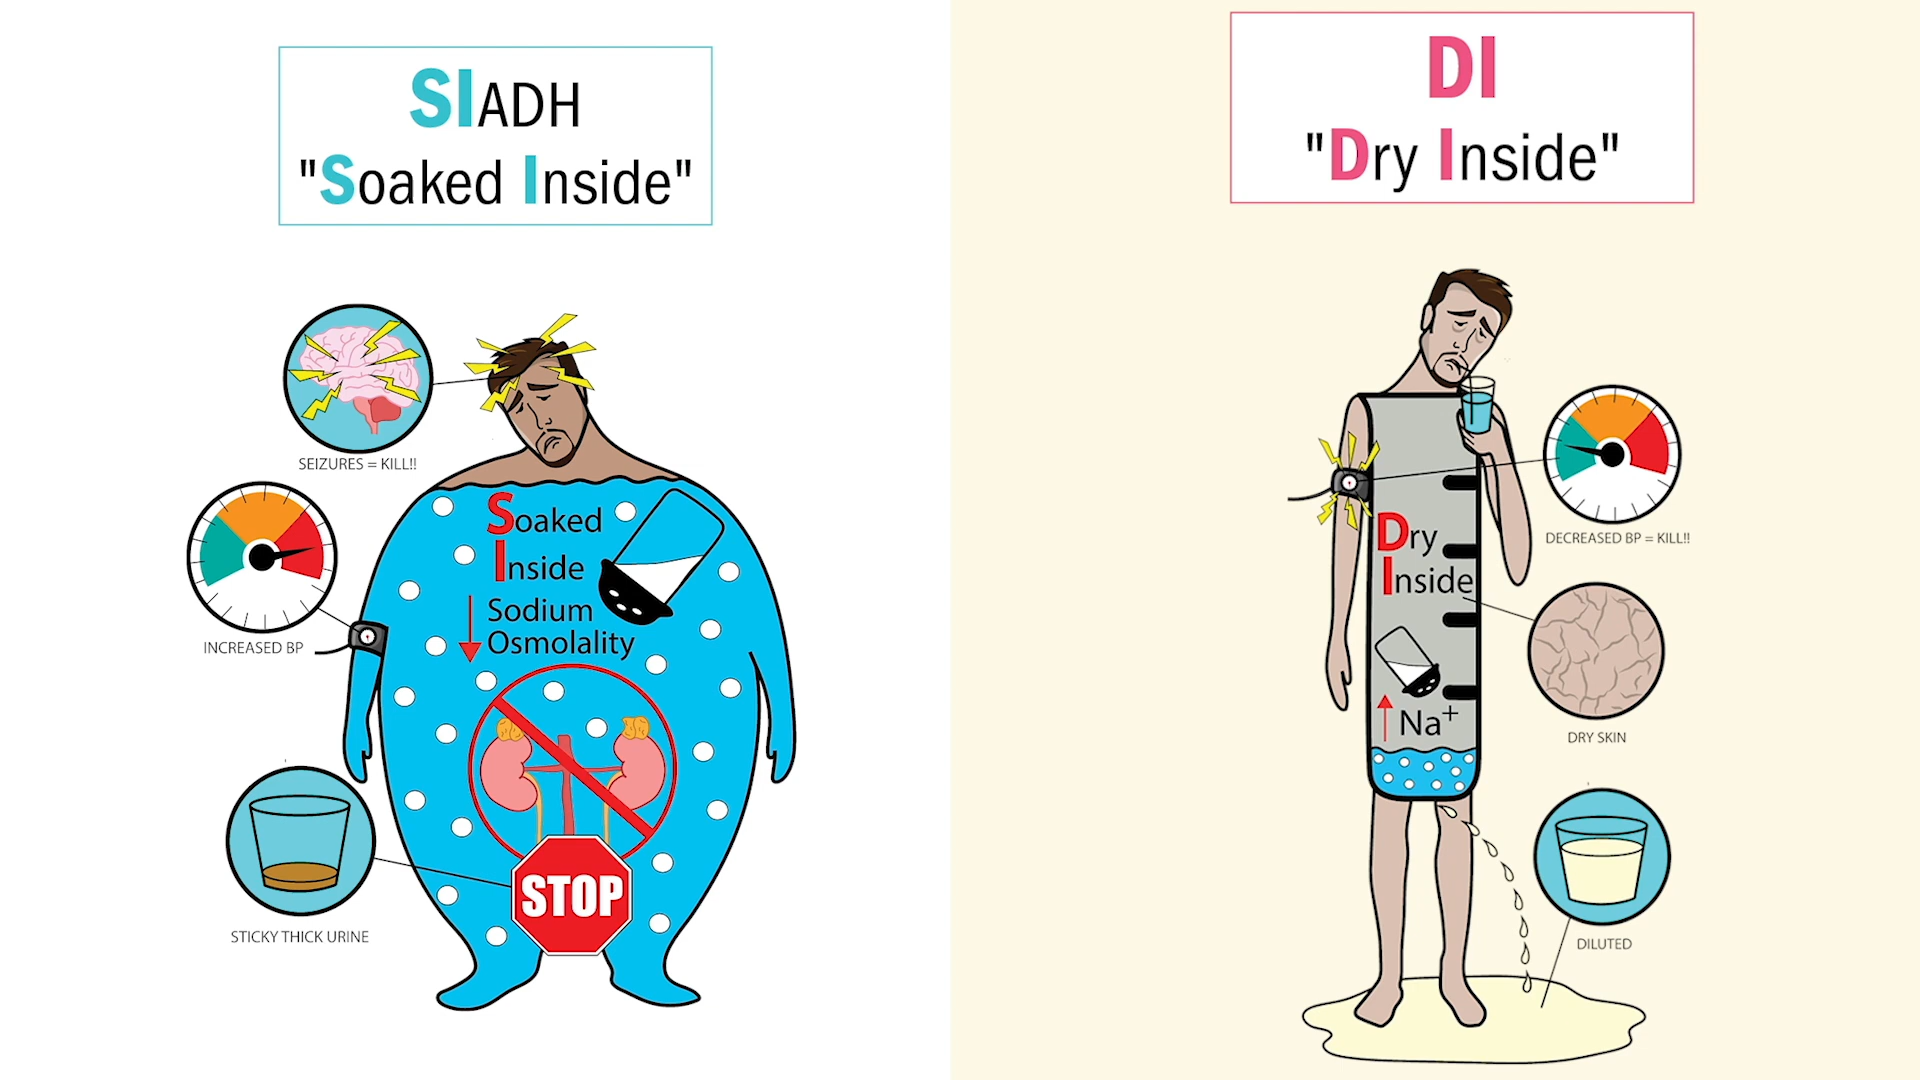 SIADH
"Soaked Inside"
SEIZURES = KILL!!
INCREASED BP
STICKY THICK URINE
Soaked
Inside
Sodium
Osmolality
STOP
DI
"Dry Inside"
DECREASED BP = KILL!!
Dry
Inside
Na⁺
DRY SKIN
DILUTED